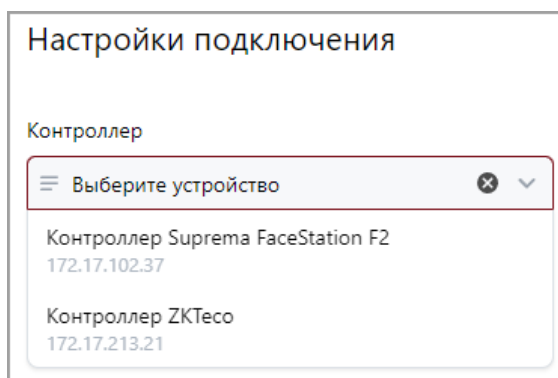 Настройки подключения
Контроллер
Выберите устройство
Контроллер Suprema FaceStation F2
172.17.102.37
Контроллер ZKTeco
172.17.213.21